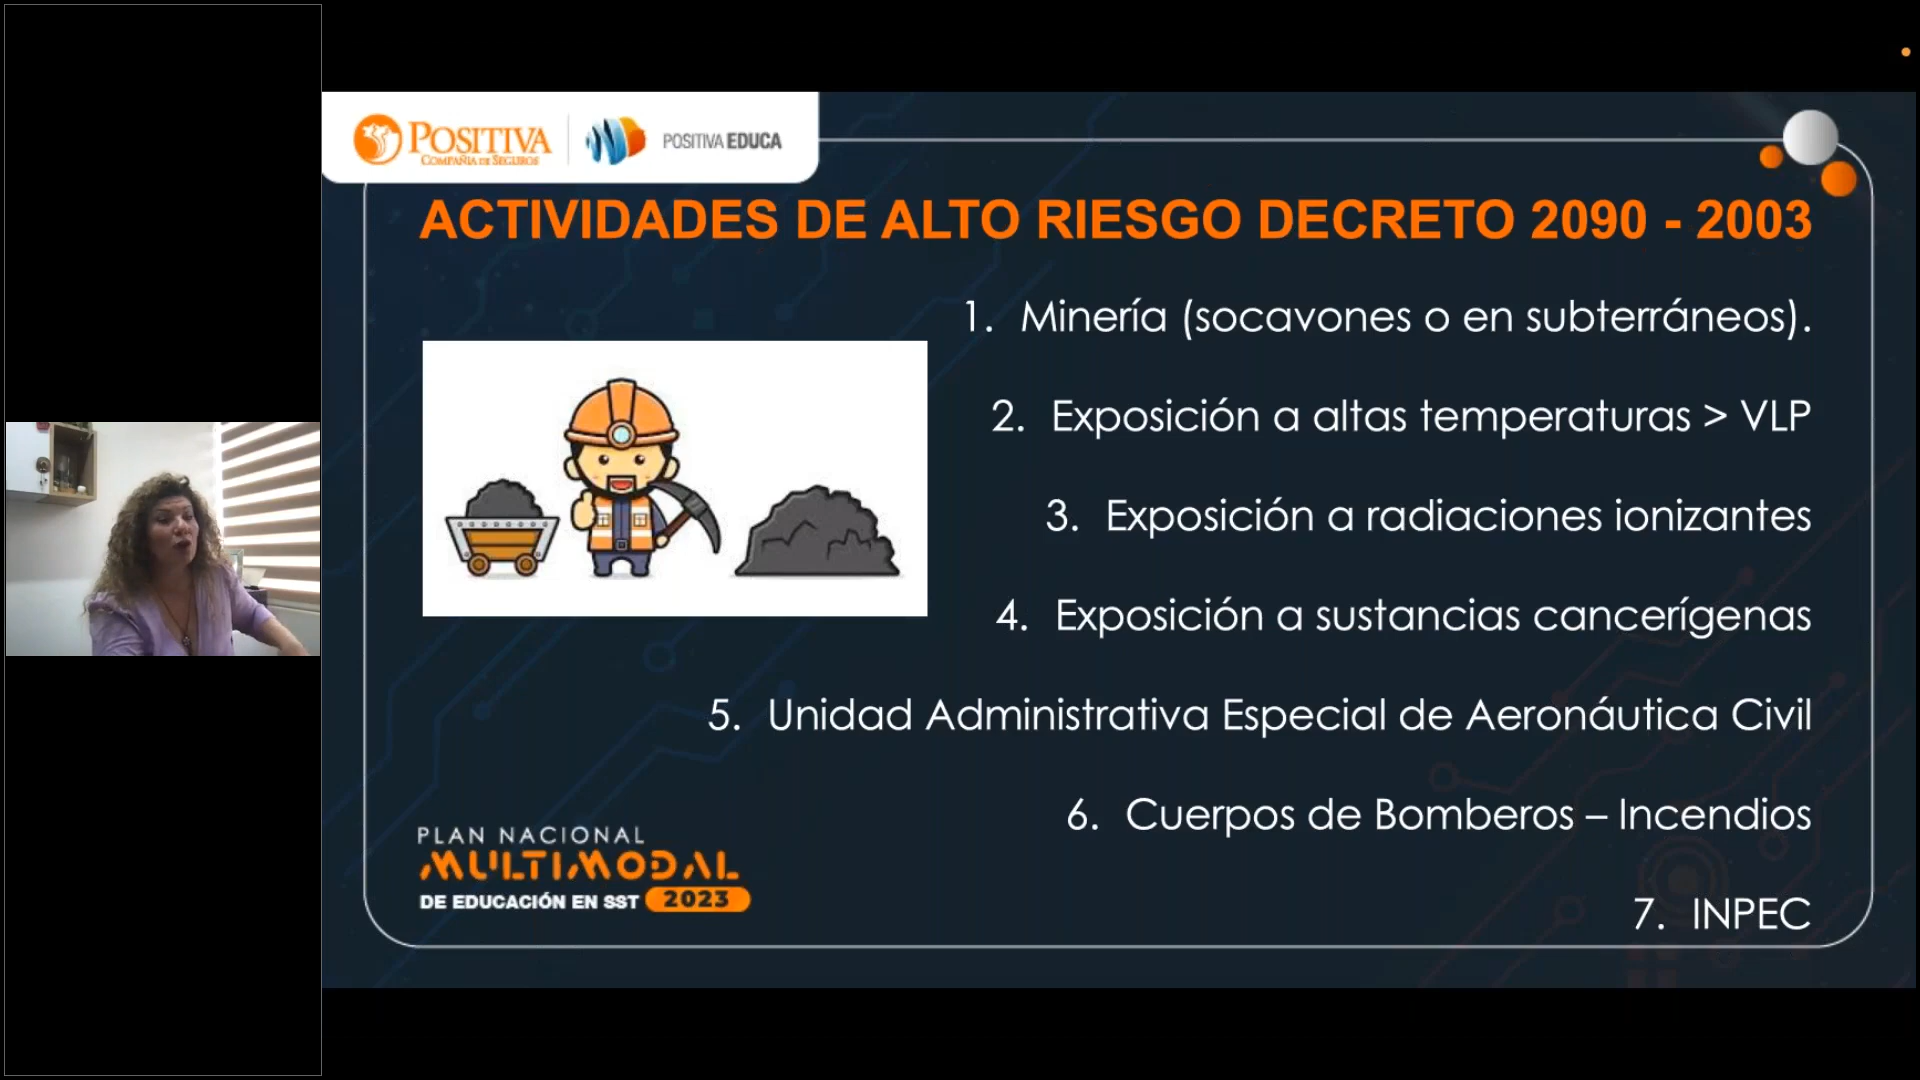 POSITIVA
COMPAÑIA DE SEGUROS
POSITIVA EDUCA
ACTIVIDADES DE ALTO RIESGO DECRETO 2090 - 2003
1. Minería (socavones o en subterráneos).
2. Exposición a altas temperaturas > VLP
3. Exposición a radiaciones ionizantes
4. Exposición a sustancias cancerígenas
5. Unidad Administrativa Especial de Aeronáutica Civil
6. Cuerpos de Bomberos – Incendios
7. INPEC
PLAN NACIONAL
MULTIMODAL
DE EDUCACIÓN EN SST 2023